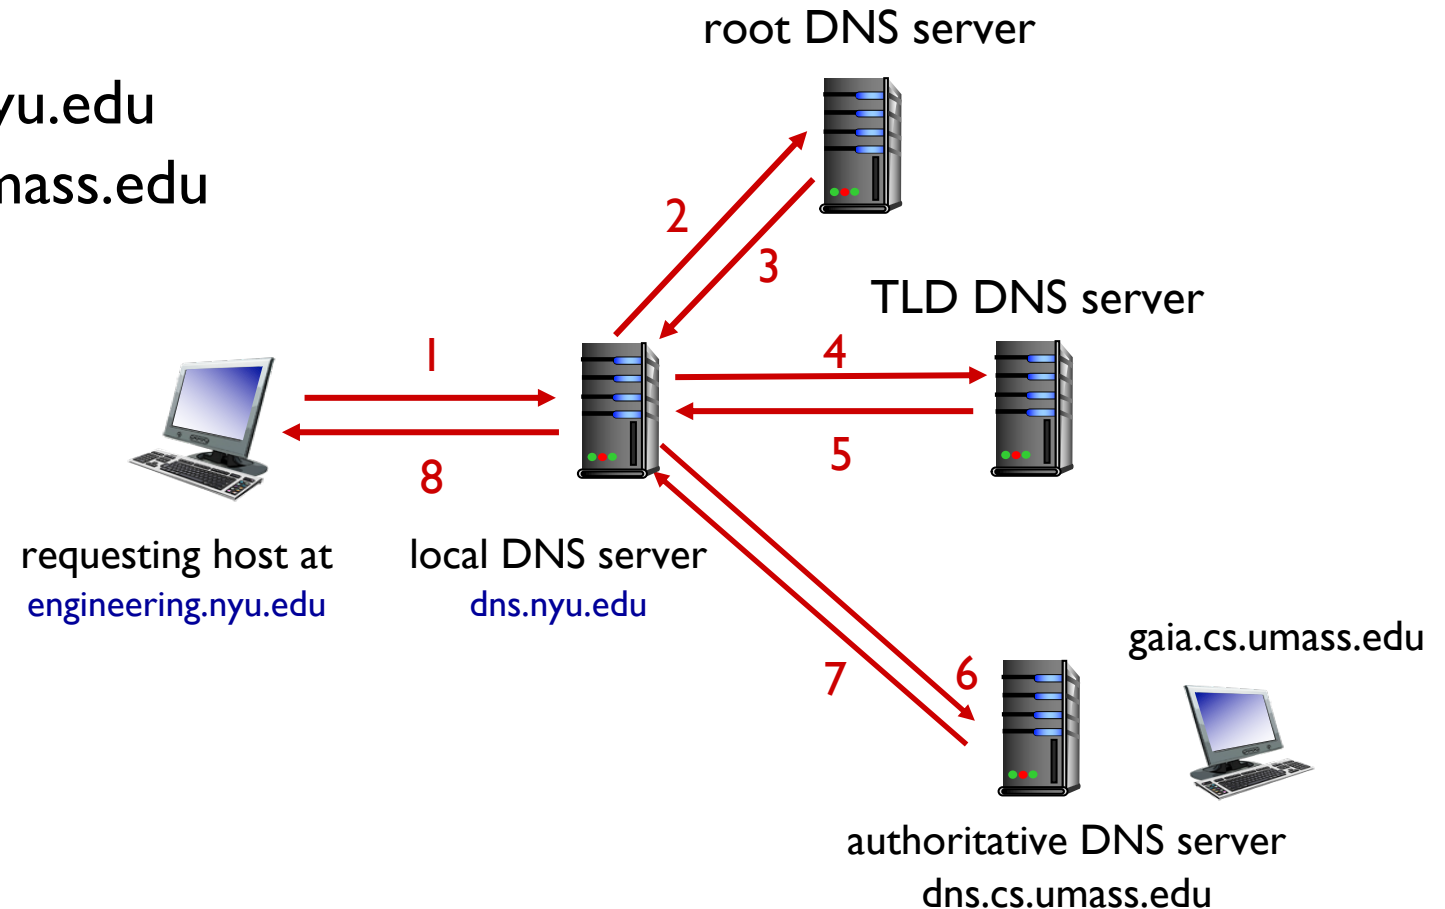 root DNS server
yu.edu
mass.edu
2
3
TLD DNS server
1
4
8
5
requesting host at
engineering.nyu.edu
local DNS server
dns.nyu.edu
gaia.cs.umass.edu
7
6
authoritative DNS server
dns.cs.umass.edu